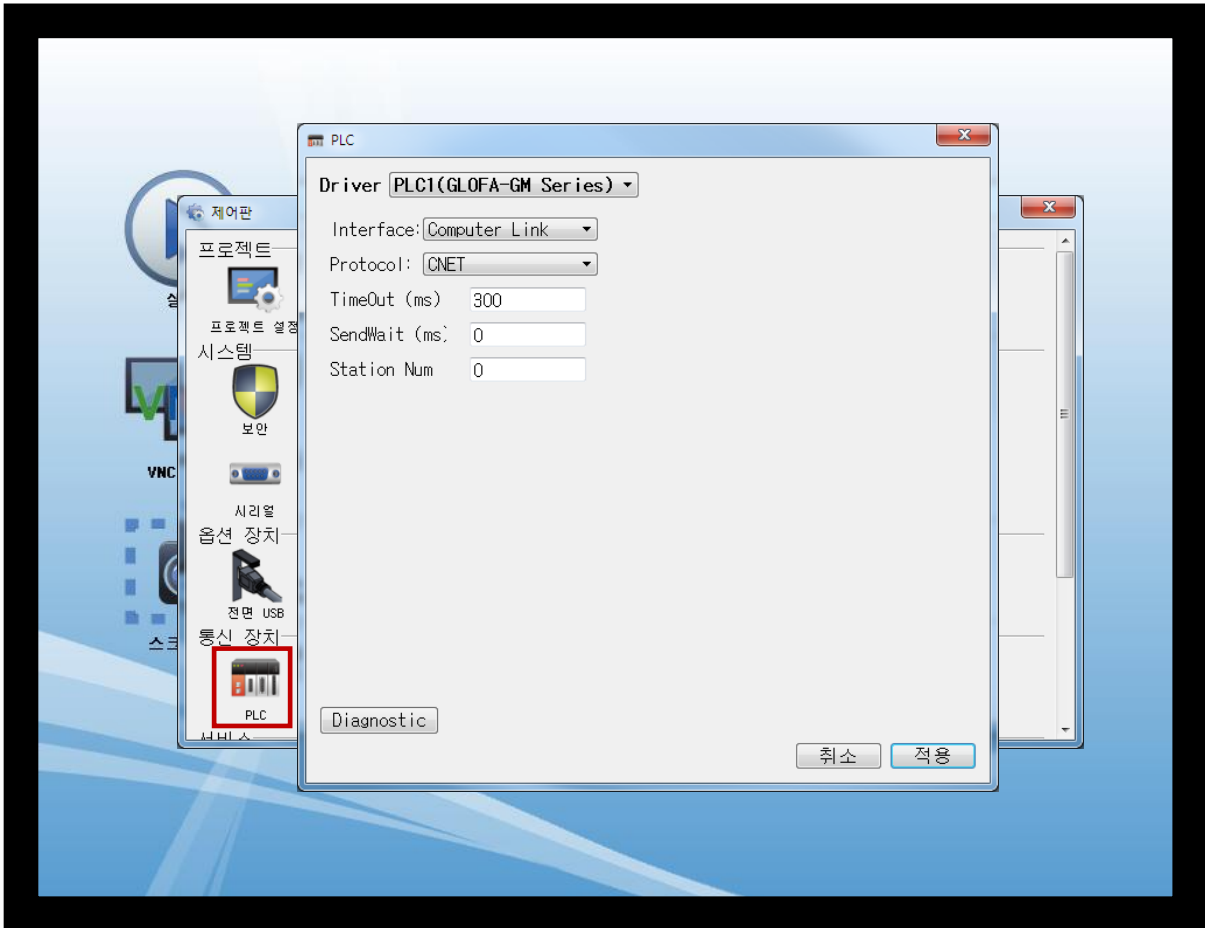 PLC
Driver PLC1(GLOFA-GM Series)
Interface: Computer Link
Protocol: CNET
TimeOut (ms) 300
SendWait (ms) 0
Station Num 0
Diagnostic
취소 적용
제어판
프로젝트
프로젝트 설정
시스템
보안
시리얼
옵션 장치
전면 USB
통신 장치
PLC
서비스
VNC